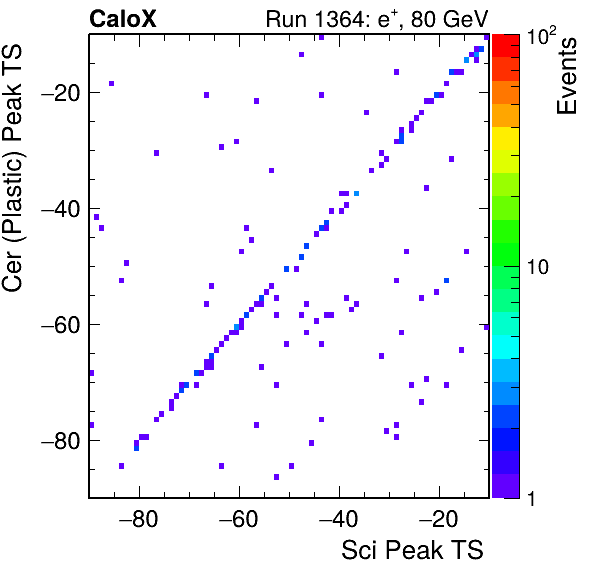 CaloX Run 1364: e⁺, 80 GeV
Cer (Plastic) Peak TS
−20
−40
−60
−80
−80 −60 −40 −20
Sci Peak TS
10²
10
1
Events